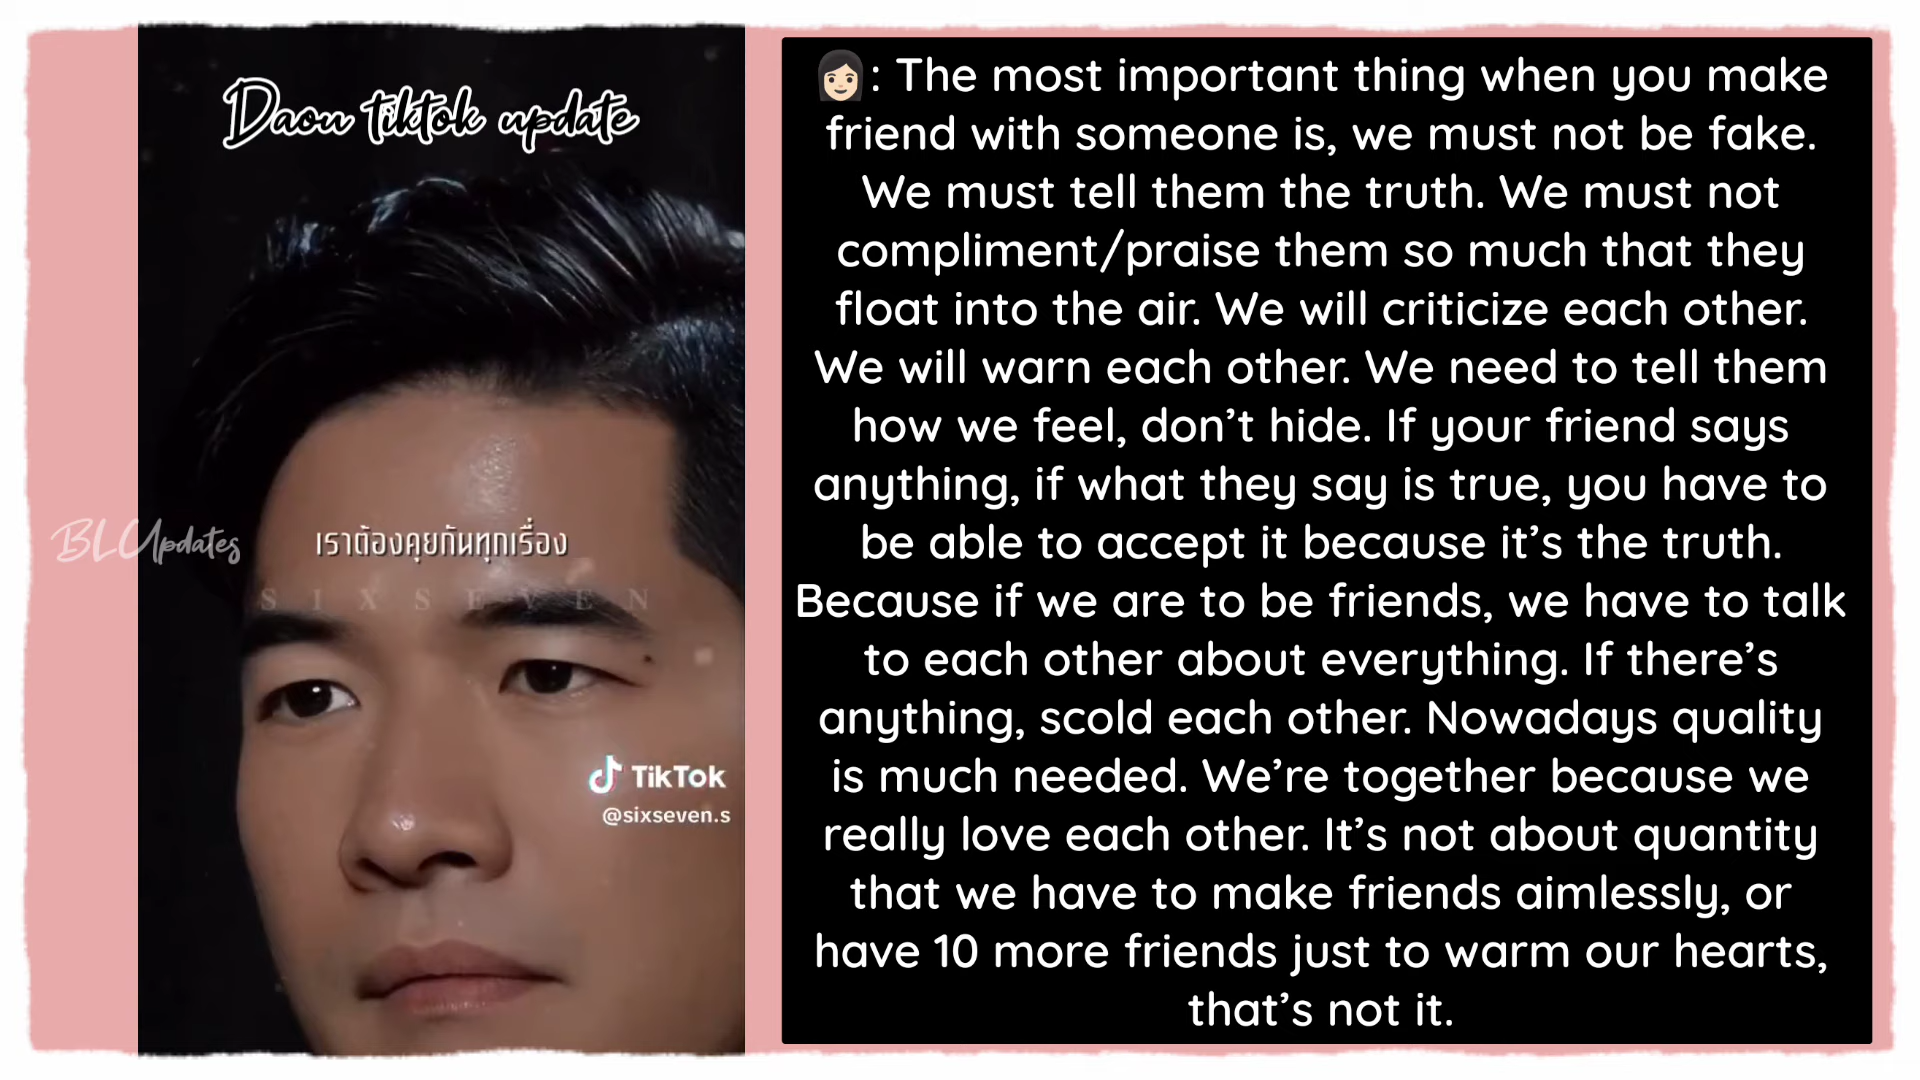 Daou tiktok update
BLUpdates
เราต้องคุยกันทุกเรื่อง
SIXSEVEN
TikTok
@sixseven.s
: The most important thing when you make
friend with someone is, we must not be fake.
We must tell them the truth. We must not
compliment/praise them so much that they
float into the air. We will criticize each other.
We will warn each other. We need to tell them
how we feel, don’t hide. If your friend says
anything, if what they say is true, you have to
be able to accept it because it’s the truth.
Because if we are to be friends, we have to talk
to each other about everything. If there’s
anything, scold each other. Nowadays quality
is much needed. We’re together because we
really love each other. It’s not about quantity
that we have to make friends aimlessly, or
have 10 more friends just to warm our hearts,
that’s not it.